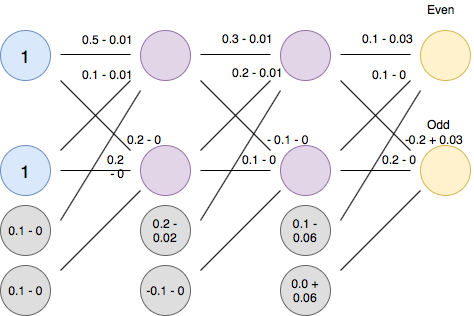 Even
0.5 - 0.01
0.3 - 0.01
0.1 - 0.03
1
0.1 - 0.01
0.2 - 0.01
0.1 - 0
Odd
0.2 - 0
- 0.1 - 0
-0.2 + 0.03
0.2
- 0
0.1 - 0
0.2 - 0
1
0.1 - 0
0.2 -
0.02
0.1 -
0.06
0.1 - 0
-0.1 - 0
0.0 +
0.06